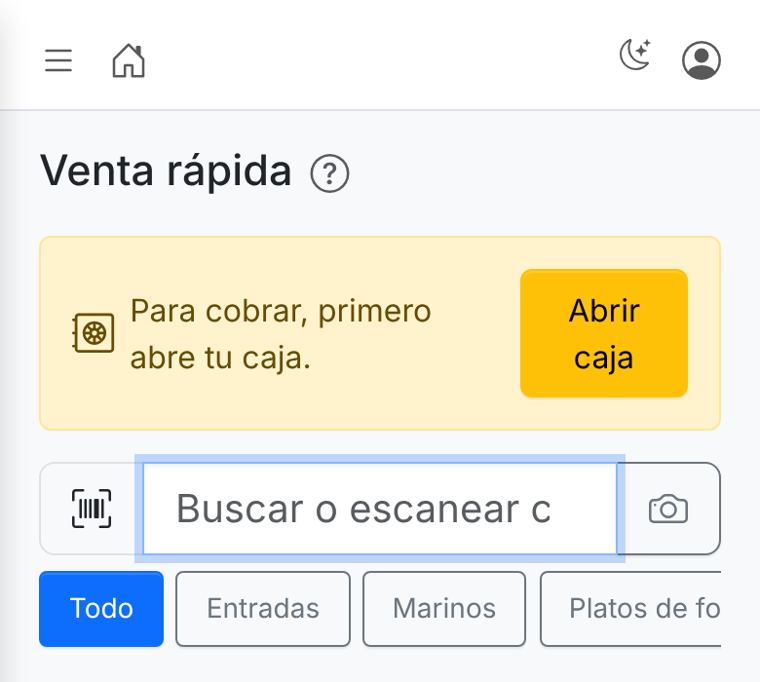 Venta rápida
Para cobrar, primero
abre tu caja.
Abrir
caja
Buscar o escanear c
Todo
Entradas
Marinos
Platos de fo